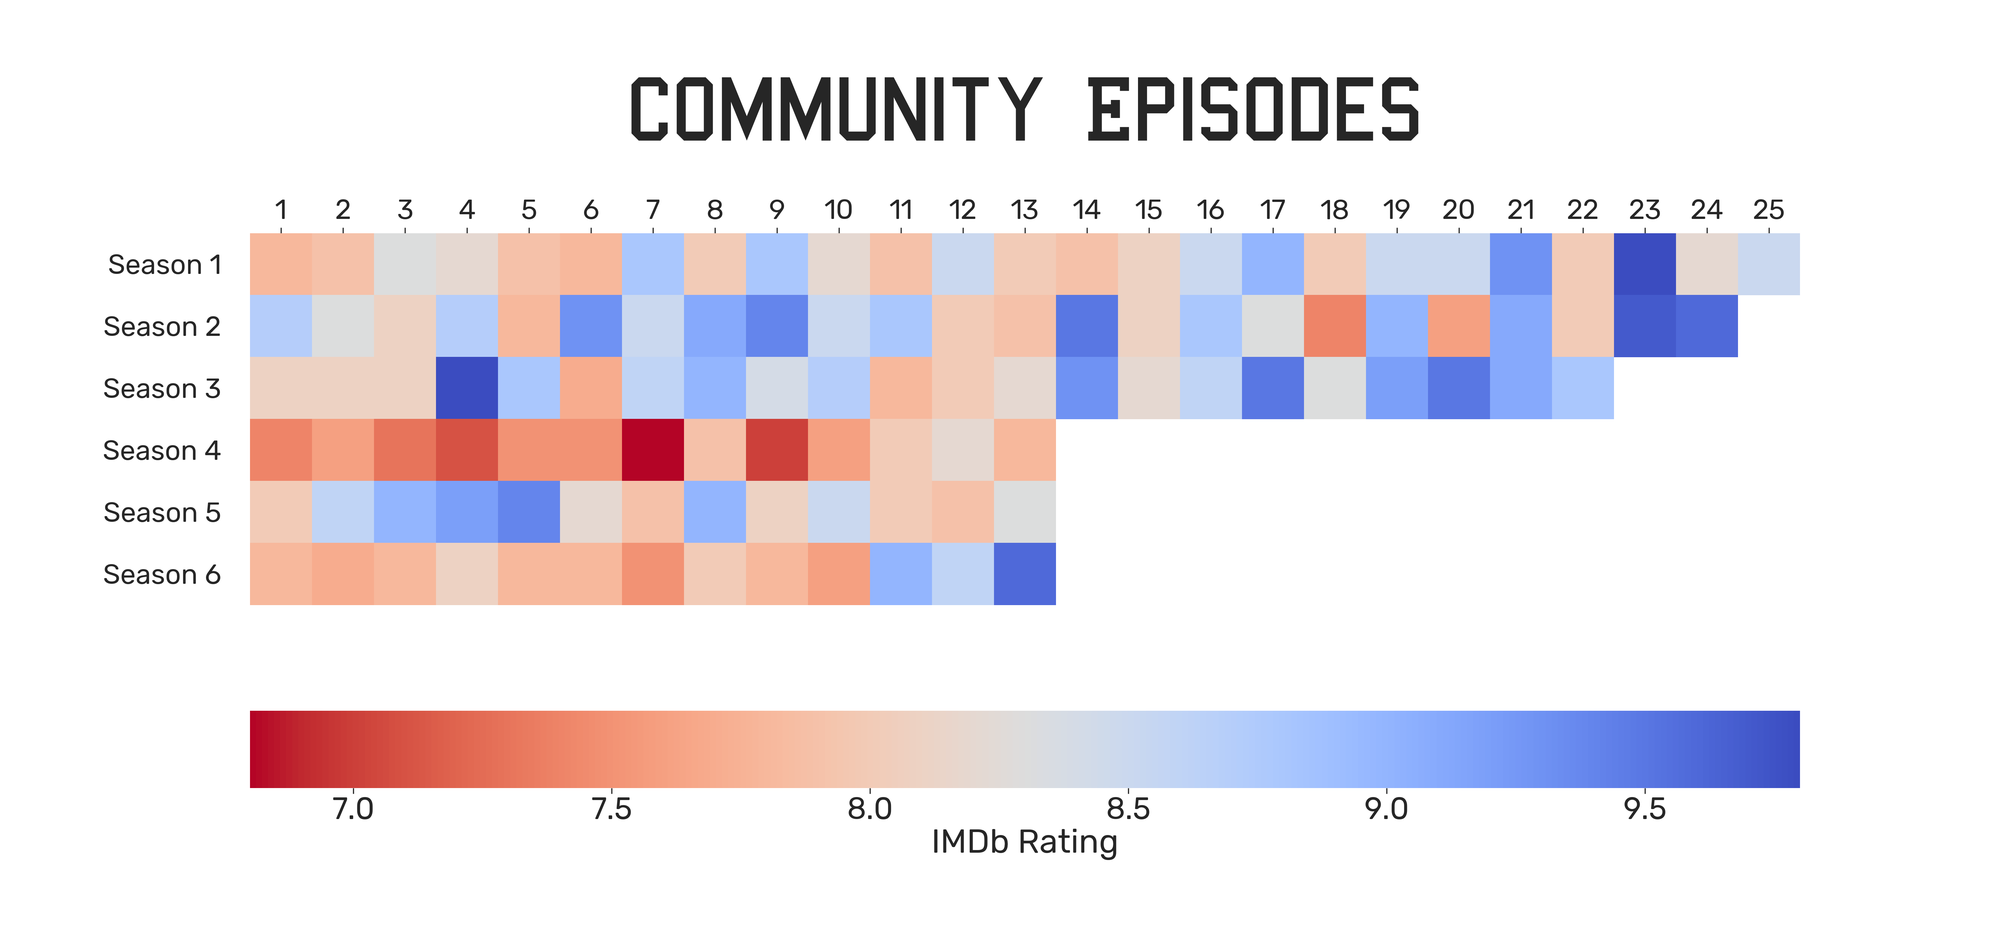 COMMUNITY EPISODES
1 2 3 4 5 6 7 8 9 10 11 12 13 14 15 16 17 18 19 20 21 22 23 24 25
Season 1
Season 2
Season 3
Season 4
Season 5
Season 6
7.0 7.5 8.0 8.5 9.0 9.5
IMDb Rating